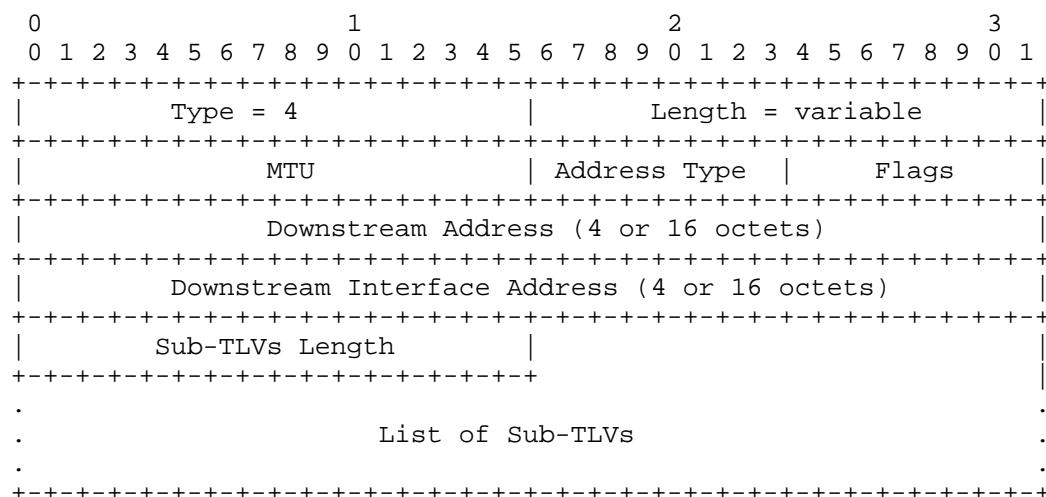 0                   1                   2                   3
 0 1 2 3 4 5 6 7 8 9 0 1 2 3 4 5 6 7 8 9 0 1 2 3 4 5 6 7 8 9 0 1
+-+-+-+-+-+-+-+-+-+-+-+-+-+-+-+-+-+-+-+-+-+-+-+-+-+-+-+-+-+-+-+-+
|         Type = 4              |       Length = variable       |
+-+-+-+-+-+-+-+-+-+-+-+-+-+-+-+-+-+-+-+-+-+-+-+-+-+-+-+-+-+-+-+-+
|               MTU             | Address Type  |     Flags     |
+-+-+-+-+-+-+-+-+-+-+-+-+-+-+-+-+-+-+-+-+-+-+-+-+-+-+-+-+-+-+-+-+
|               Downstream Address (4 or 16 octets)             |
+-+-+-+-+-+-+-+-+-+-+-+-+-+-+-+-+-+-+-+-+-+-+-+-+-+-+-+-+-+-+-+-+
|         Downstream Interface Address (4 or 16 octets)         |
+-+-+-+-+-+-+-+-+-+-+-+-+-+-+-+-+-+-+-+-+-+-+-+-+-+-+-+-+-+-+-+-+
|        Sub-TLVs Length        |                               |
+-+-+-+-+-+-+-+-+-+-+-+-+-+-+-+-+                               |
.                                                               .
.                      List of Sub-TLVs                         .
.                                                               .
+-+-+-+-+-+-+-+-+-+-+-+-+-+-+-+-+-+-+-+-+-+-+-+-+-+-+-+-+-+-+-+-+